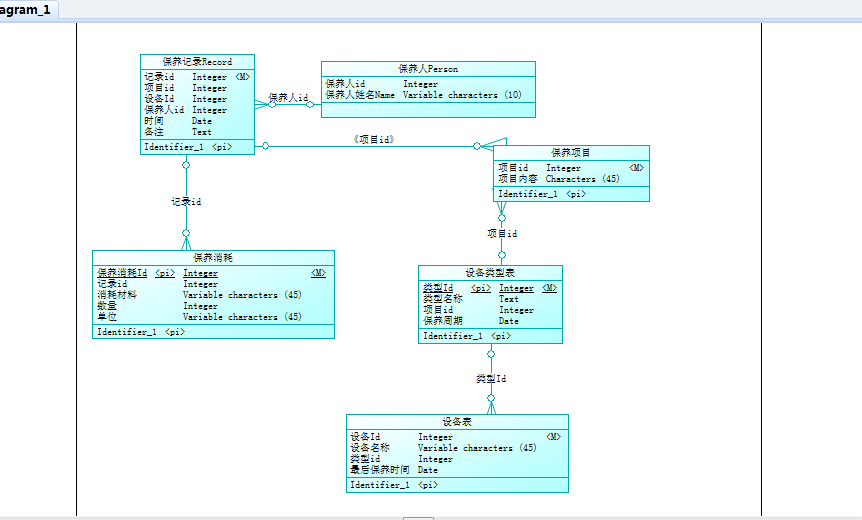 agram_1
保养记录Record
记录id Integer <M>
项目id Integer
设备Id Integer
保养人id Integer
时间 Date
备注 Text
Identifier_1 <pi>
保养人id
保养人Person
保养人id Integer
保养人姓名Name Variable characters (10)
《项目id》
保养项目
项目id Integer <M>
项目内容 Characters (45)
Identifier_1 <pi>
记录id
项目id
保养消耗
保养消耗Id <pi> Integer <M>
记录id Integer
消耗材料 Variable characters (45)
数量 Integer
单位 Variable characters (45)
Identifier_1 <pi>
设备类型表
类型Id <pi> Integer <M>
类型名称 Text
项目id Integer
保养周期 Date
Identifier_1 <pi>
类型Id
设备表
设备Id Integer <M>
设备名称 Variable characters (45)
类型id Integer
最后保养时间 Date
Identifier_1 <pi>